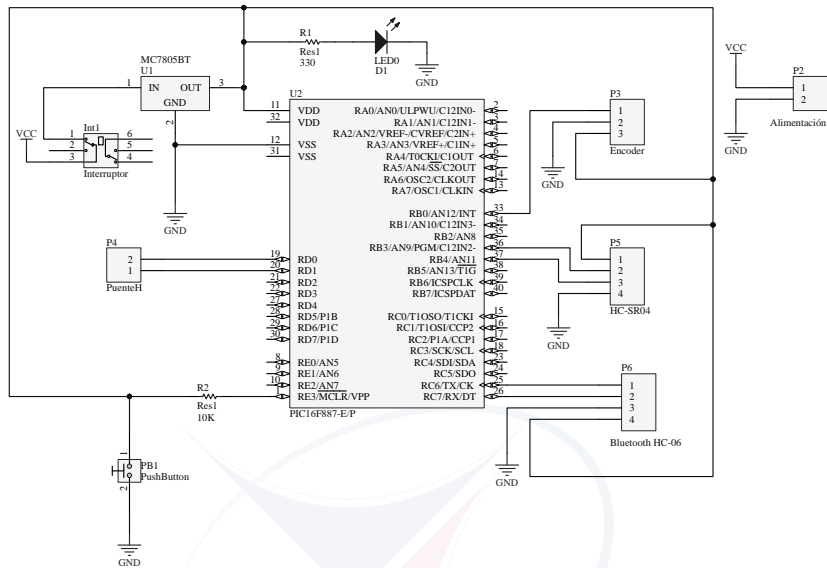 MC7805BT
U1
1
IN
OUT
3
GND
2
R1
Res1
330
LED0
D1
GND
VCC
P2
1
2
Alimentación
GND
VCC
Int1
1
2
3
6
5
4
Interruptor
GND
U2
11 VDD
32 VDD
12 VSS
31 VSS
19 RD0
20 RD1
21 RD2
22 RD3
27 RD4
28 RD5/P1B
29 RD6/P1C
30 RD7/P1D
8 RE0/AN5
9 RE1/AN6
10 RE2/AN7
1 RE3/MCLR/VPP
RA0/AN0/ULPWU/C12IN0- 2
RA1/AN1/C12IN1- 3
RA2/AN2/VREF-/CVREF/C2IN+ 4
RA3/AN3/VREF+/C1IN+ 5
RA4/T0CKI/C1OUT 6
RA5/AN4/SS/C2OUT 7
RA6/OSC2/CLKOUT 14
RA7/OSC1/CLKIN 13
RB0/AN12/INT 33
RB1/AN10/C12IN3- 34
RB2/AN8 35
RB3/AN9/PGM/C12IN2- 36
RB4/AN11 37
RB5/AN13/T1G 38
RB6/ICSPCLK 39
RB7/ICSPDAT 40
RC0/T1OSO/T1CKI 15
RC1/T1OSI/CCP2 16
RC2/P1A/CCP1 17
RC3/SCK/SCL 18
RC4/SDI/SDA 23
RC5/SDO 24
RC6/TX/CK 25
RC7/RX/DT 26
PIC16F887-E/P
P3
1
2
3
Encoder
GND
P4
2
1
PuenteH
P5
1
2
3
4
HC-SR04
GND
P6
1
2
3
4
Bluetooth HC-06
GND
R2
Res1
10K
1
PB1
PushButton
2
GND